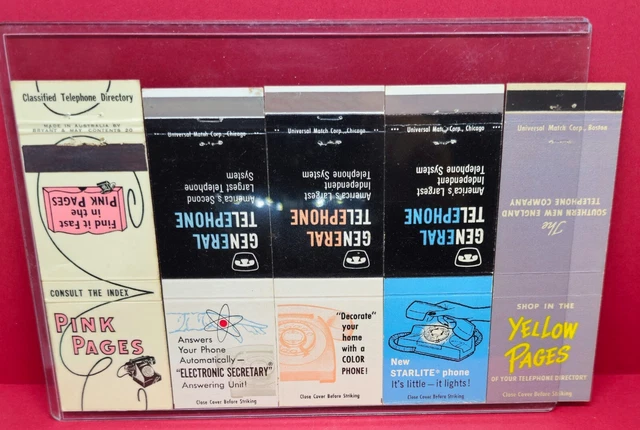 Classified Telephone Directory
MADE IN AUSTRALIA BY
BRYANT & MAY. CONTENTS 20
Find it Fast
in the
PINK PAGES
CONSULT THE INDEX
PINK
PAGES
Universal Match Corp., Chicago
GENERAL
TELEPHONE
America's Second
Largest Telephone
System
Answers
Your Phone
Automatically—
"ELECTRONIC SECRETARY®
Answering Unit!
Close Cover Before Striking
Universal Match Corp., Chicago
GENERAL
TELEPHONE
America's Largest
Independent
Telephone System
"Decorate"
your
home
with a
COLOR
PHONE!
Close Cover Before Striking
Universal Match Corp., Chicago
GENERAL
TELEPHONE
America's Largest
Independent
Telephone System
New
STARLITE® phone
it's little—it lights!
Close Cover Before Striking
Universal Match Corp., Boston
The
SOUTHERN NEW ENGLAND
TELEPHONE COMPANY
SHOP IN THE
YELLOW
PAGES
OF YOUR TELEPHONE DIRECTORY
Close Cover Before Striking